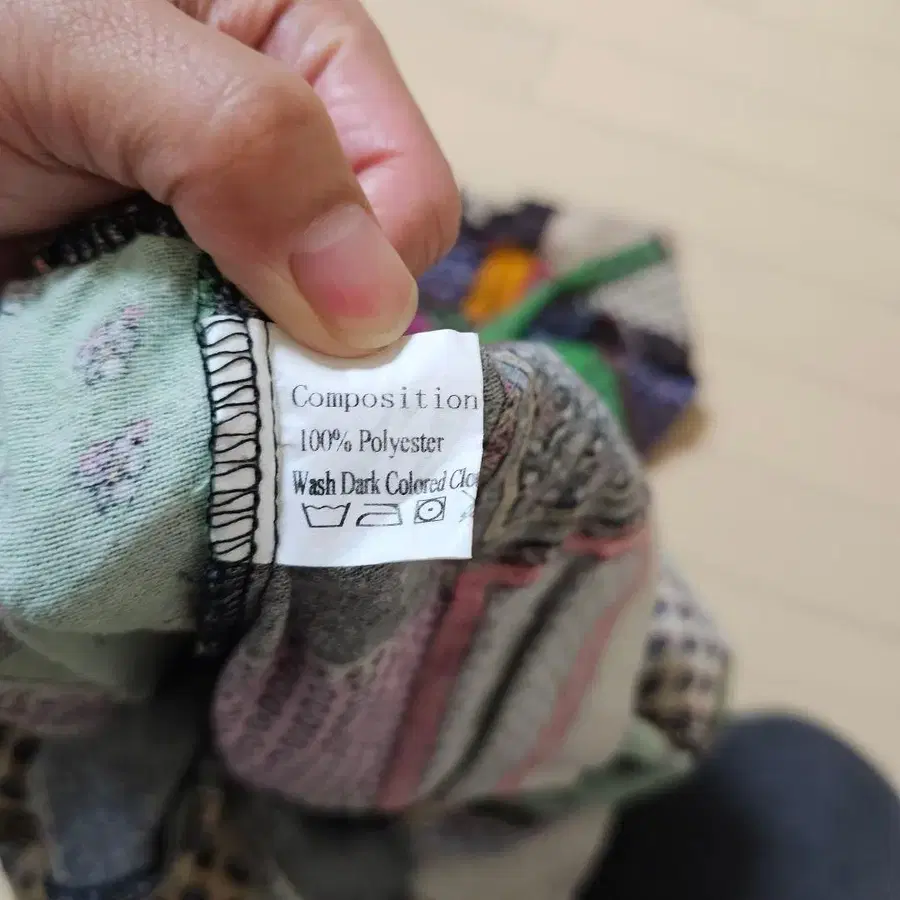 Composition
100% Polyester
Wash Dark Colored